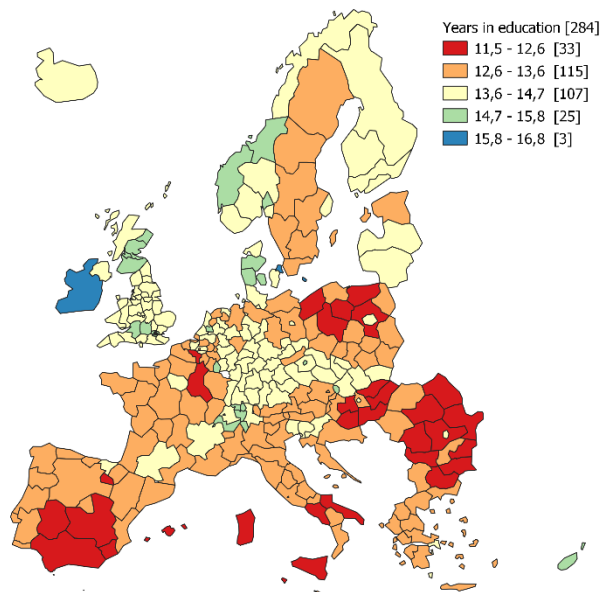 Years in education [284]
11,5 - 12,6 [33]
12,6 - 13,6 [115]
13,6 - 14,7 [107]
14,7 - 15,8 [25]
15,8 - 16,8 [3]